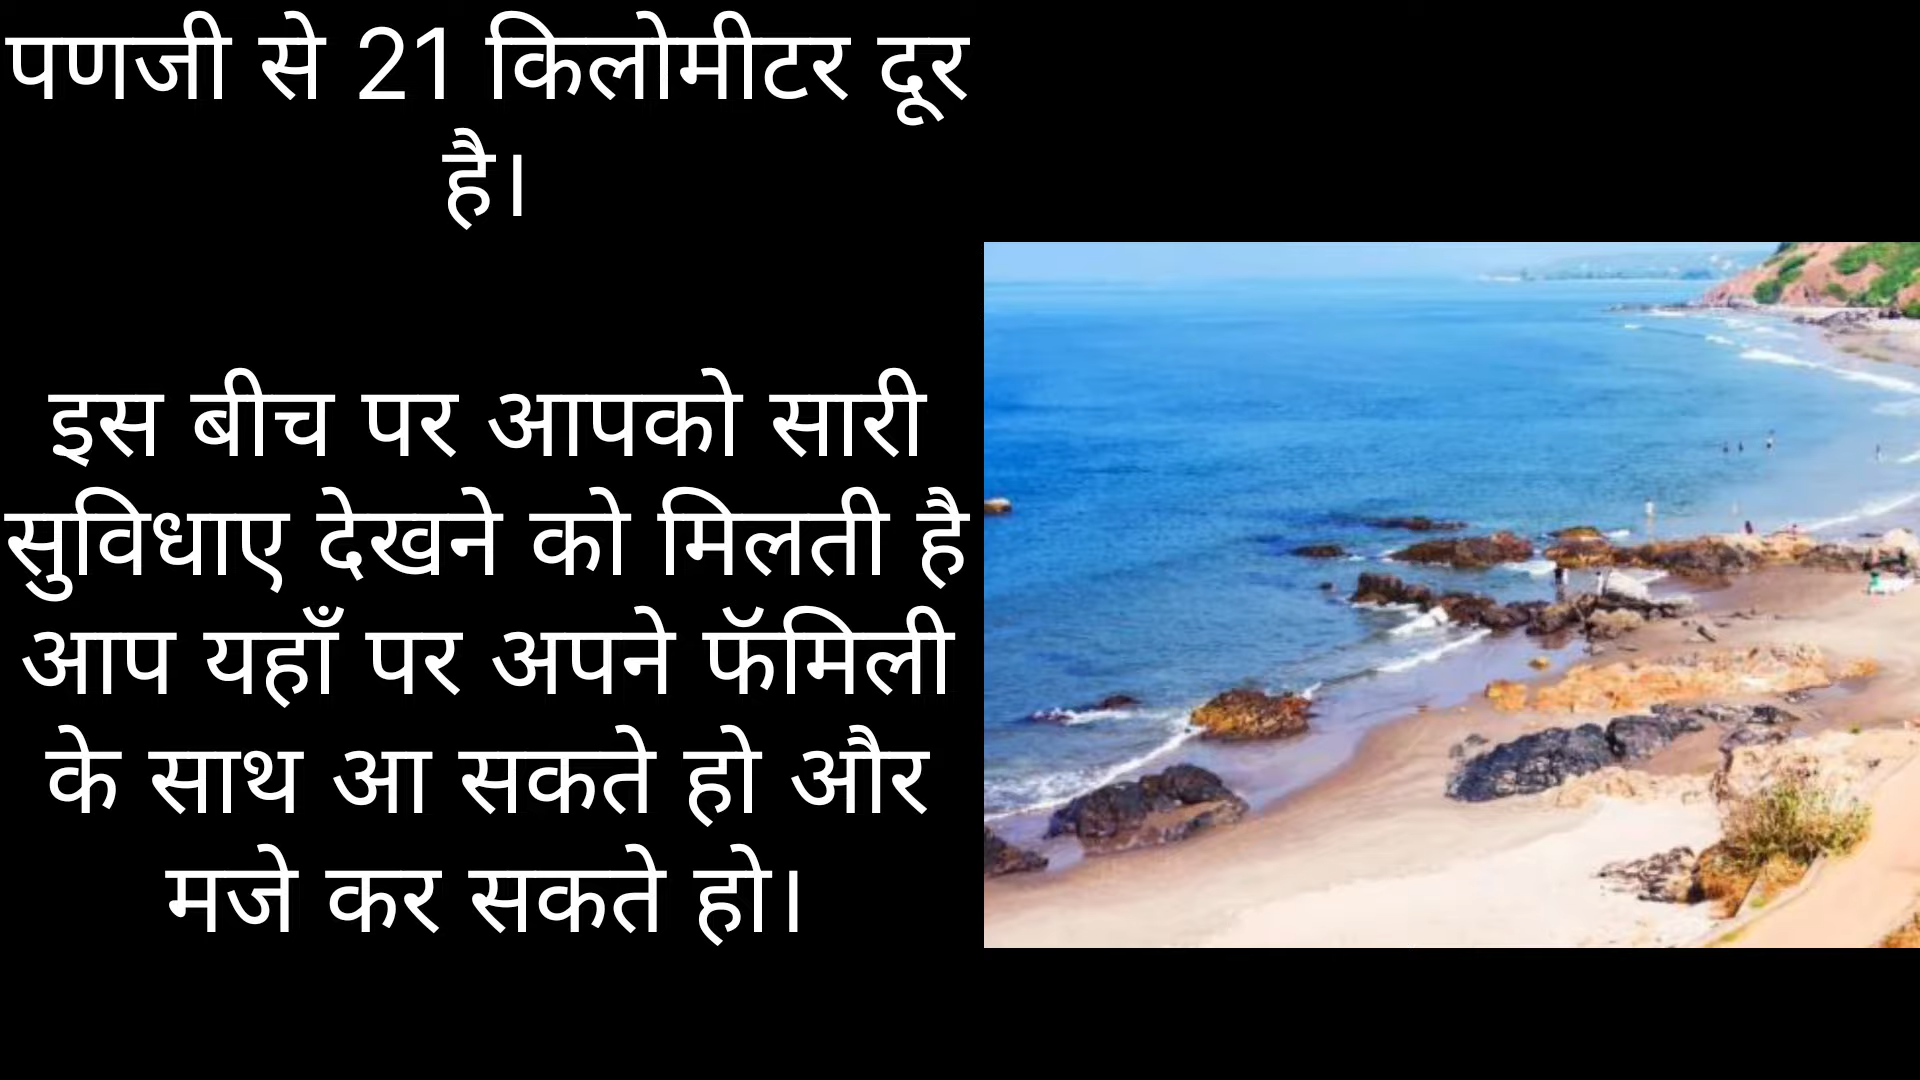 पणजी से 21 किलोमीटर दूर
है।
इस बीच पर आपको सारी
सुविधाए देखने को मिलती है
आप यहाँ पर अपने फॅमिली
के साथ आ सकते हो और
मजे कर सकते हो।